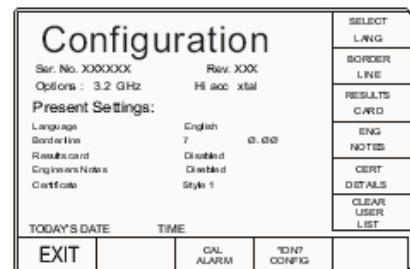 Configuration
Ser. No. XXXXXX Rev. XXX
Options : 3.2 GHz Hi acc xtal
Present Settings:
Language English
Borderline 7 Ø.ØØ
Results card Disabled
Engineers Notes Disabled
Certificate Style 1
TODAY'S DATE TIME
SELECT
LANG
BORDER
LINE
RESULTS
CARD
ENG
NOTES
CERT
DETAILS
CLEAR
USER
LIST
EXIT
CAL
ALARM
CONFIG